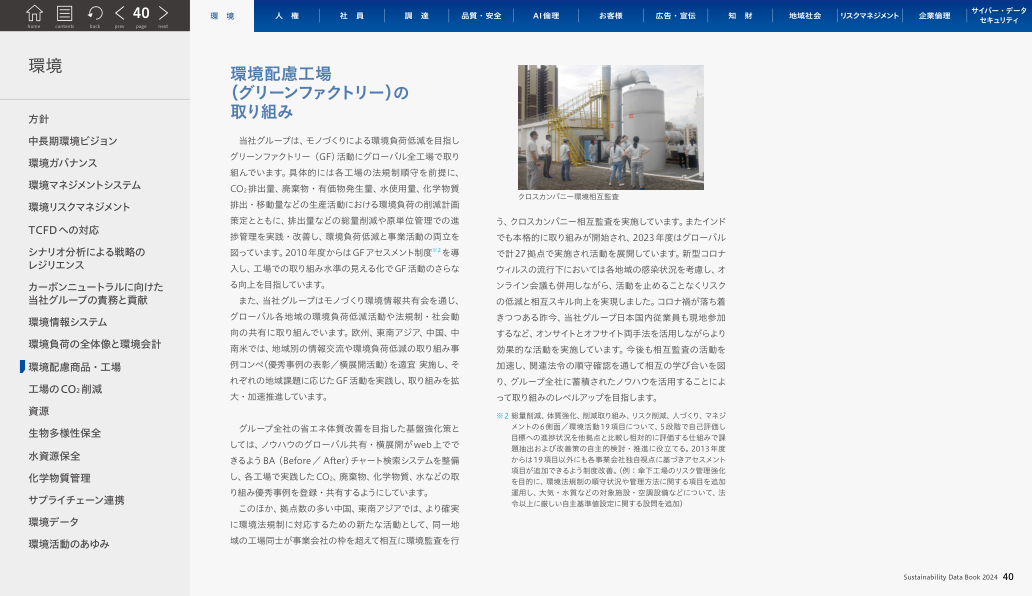 home contents back prev 40 page next
環 境
人 権
社 員
調 達
品質・安全
AI倫理
お客様
広告・宣伝
知 財
地域社会
リスクマネジメント
企業倫理
サイバー・データ
セキュリティ
環境
方針
中長期環境ビジョン
環境ガバナンス
環境マネジメントシステム
環境リスクマネジメント
TCFDへの対応
シナリオ分析による戦略の
レジリエンス
カーボンニュートラルに向けた
当社グループの責務と貢献
環境情報システム
環境負荷の全体像と環境会計
環境配慮商品・工場
工場のCO2削減
資源
生物多様性保全
水資源保全
化学物質管理
サプライチェーン連携
環境データ
環境活動のあゆみ
環境配慮工場
（グリーンファクトリー）の
取り組み
当社グループは、モノづくりによる環境負荷低減を目指し
グリーンファクトリー（GF）活動にグローバル全工場で取り
組んでいます。具体的には各工場の法規制順守を前提に、
CO2排出量、廃棄物・有価物発生量、水使用量、化学物質
排出・移動量などの生産活動における環境負荷の削減計画
策定とともに、排出量などの総量削減や原単位管理での進
捗管理を実践・改善し、環境負荷低減と事業活動の両立を
図っています。2010年度からはGFアセスメント制度※2を導
入し、工場での取り組み水準の見える化でGF活動のさらな
る向上を目指しています。
また、当社グループはモノづくり環境情報共有会を通じ、
グローバル各地域の環境負荷低減活動や法規制・社会動
向の共有に取り組んでいます。欧州、東南アジア、中国、中
南米では、地域別の情報交流や環境負荷低減の取り組み事
例コンペ（優秀事例の表彰／横展開活動）を適宜 実施し、そ
れぞれの地域課題に応じたGF活動を実践し、取り組みを拡
大・加速推進しています。
グループ全社の省エネ体質改善を目指した基盤強化策と
しては、ノウハウのグローバル共有・横展開がweb上でで
きるようBA（Before／After）チャート検索システムを整備
し、各工場で実践したCO2、廃棄物、化学物質、水などの取
り組み優秀事例を登録・共有するようにしています。
このほか、拠点数の多い中国、東南アジアでは、より確実
に環境法規制に対応するための新たな活動として、同一地
域の工場同士が事業会社の枠を超えて相互に環境監査を行
クロスカンパニー環境相互監査
う、クロスカンパニー相互監査を実施しています。またインド
でも本格的に取り組みが開始され、2023年度はグローバル
で計27拠点で実施され活動を展開しています。新型コロナ
ウィルスの流行下においては各地域の感染状況を考慮し、オ
ンライン会議も併用しながら、活動を止めることなくリスク
の低減と相互スキル向上を実現しました。コロナ禍が落ち着
きつつある昨今、当社グループ日本国内従業員も現地参加
するなど、オンサイトとオフサイト両手法を活用しながらより
効果的な活動を実施しています。今後も相互監査の活動を
加速し、関連法令の順守確認を通して相互の学び合いを図
り、グループ全社に蓄積されたノウハウを活用することによ
って取り組みのレベルアップを目指します。
※2 総量削減、体質強化、削減取り組み、リスク削減、人づくり、マネジ
メントの6側面／環境活動19項目について、5段階で自己評価し
目標への進捗状況を他拠点と比較し相対的に評価する仕組みで課
題抽出および改善策の自主的検討・推進に役立てる。2013年度
からは19項目以外にも各事業会社独自視点に基づきアセスメント
項目が追加できるよう制度改善。（例：傘下工場のリスク管理強化
を目的に、環境法規制の順守状況や管理方法に関する項目を追加
運用し、大気・水質などの対象施設・空調設備などについて、法
令以上に厳しい自主基準値設定に関する設問を追加）
Sustainability Data Book 2024 40